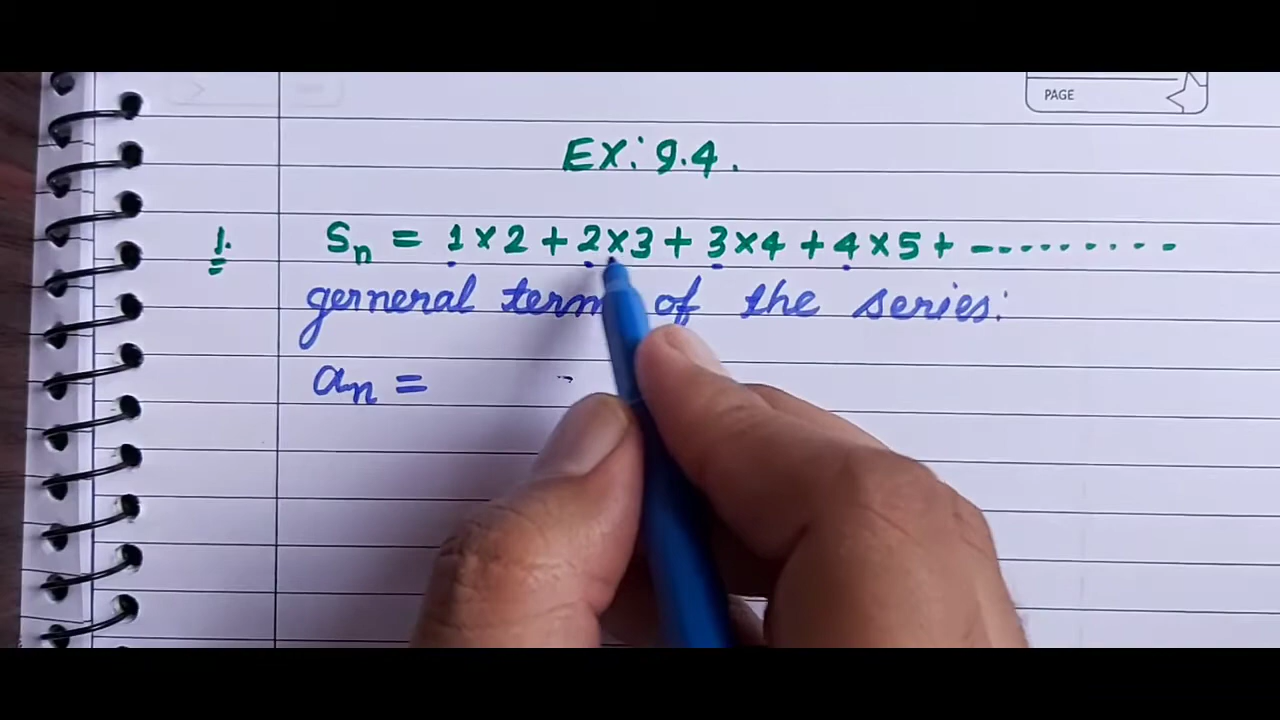 PAGE
EX: 9.4.
1. Sn = 1×2 + 2×3 + 3×4 + 4×5 + - ........
gerneral term of the series:
an =